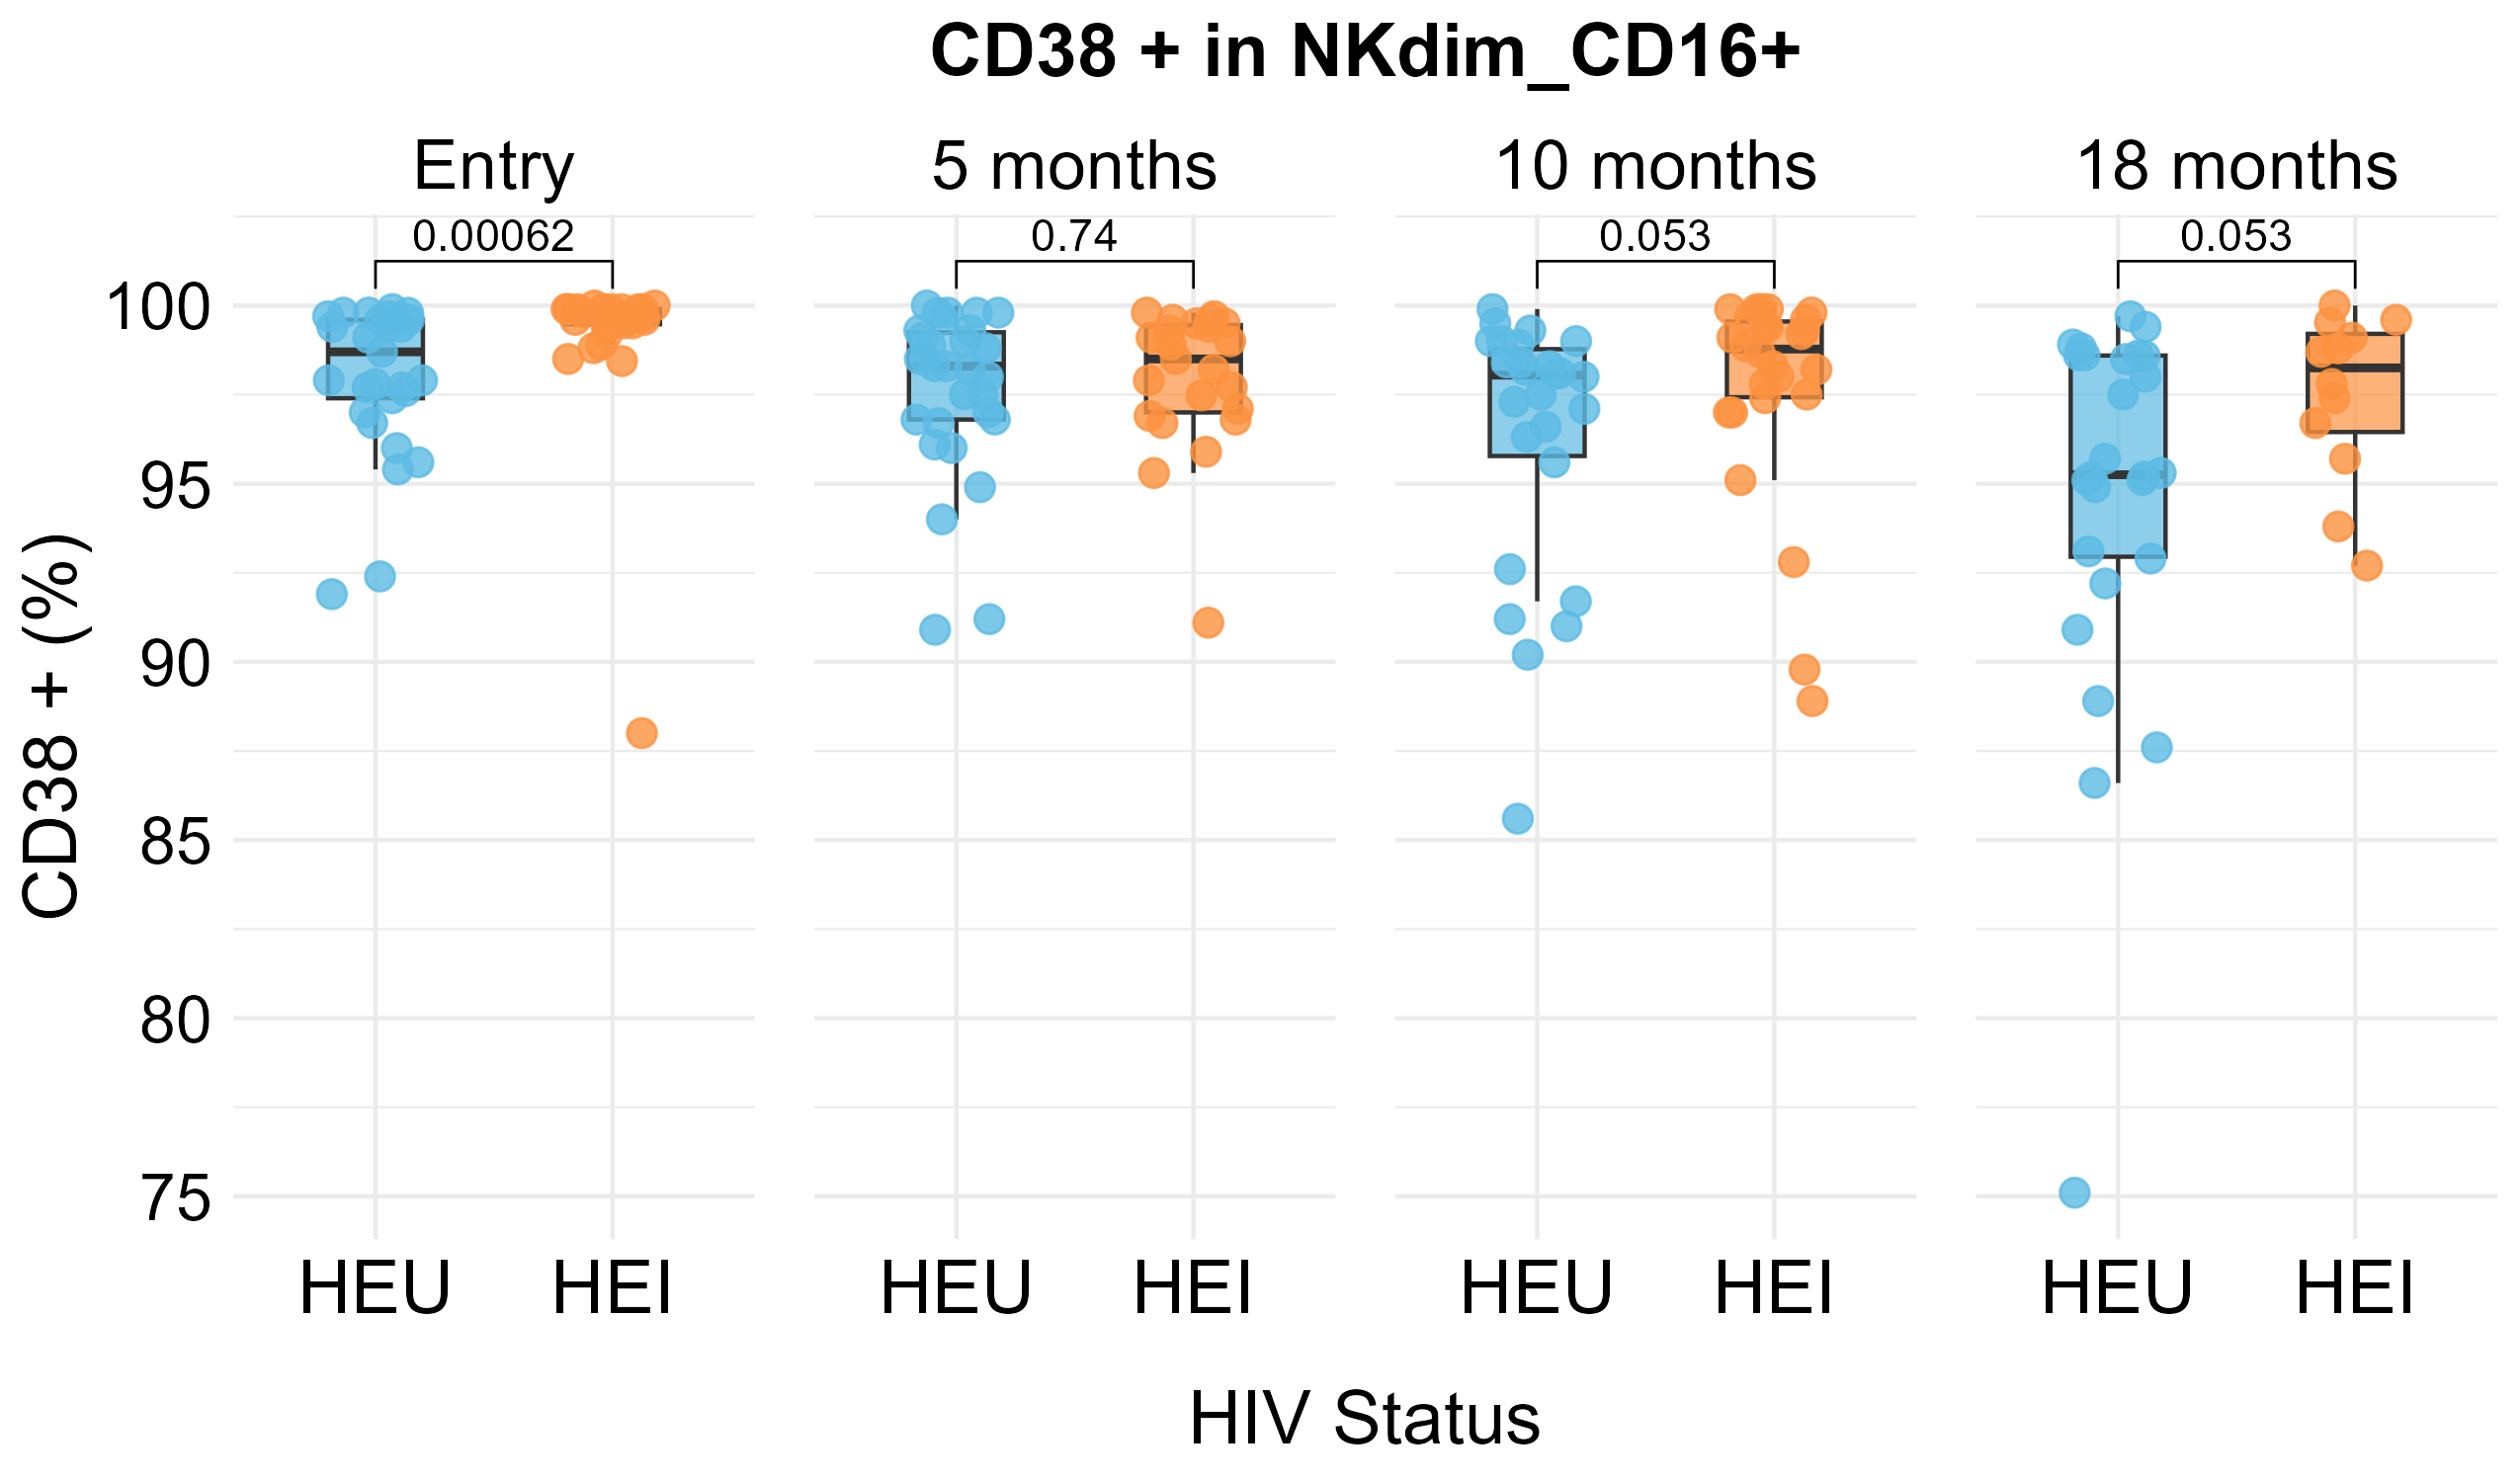 CD38 + in NKdim_CD16+
Entry 5 months 10 months 18 months
0.00062 0.74 0.053 0.053
CD38 + (%)
100
95
90
85
80
75
HEU HEI HEU HEI HEU HEI HEU HEI
HIV Status